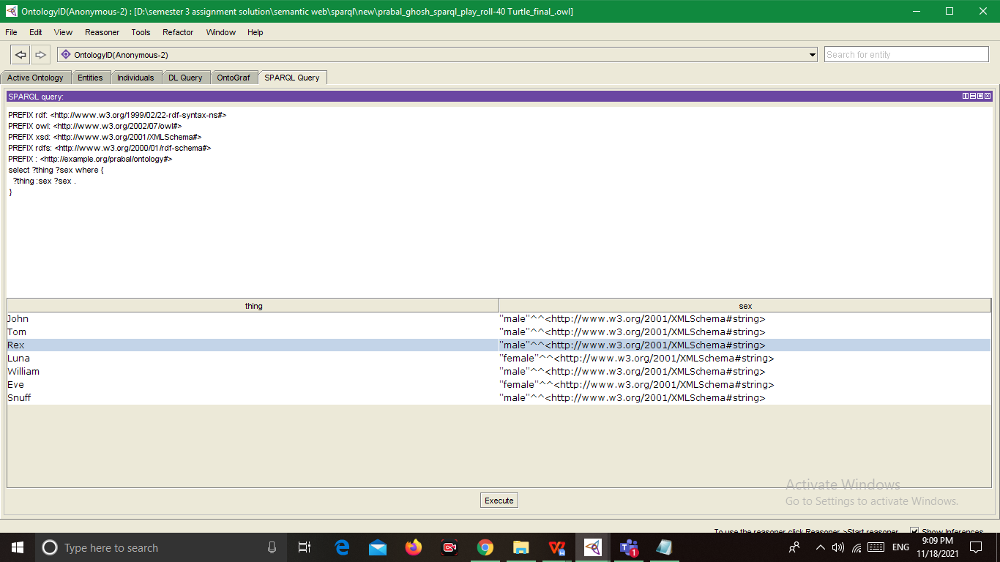 OntologyID(Anonymous-2) : [D:\semester 3 assignment solution\semantic web\sparql\new\prabal_ghosh_sparql_play_roll-40 Turtle_final_.owl]
File Edit View Reasoner Tools Refactor Window Help
OntologyID(Anonymous-2) Search for entity
Active Ontology Entities Individuals DL Query OntoGraf SPARQL Query
SPARQL query:
PREFIX rdf: <http://www.w3.org/1999/02/22-rdf-syntax-ns#>
PREFIX owl: <http://www.w3.org/2002/07/owl#>
PREFIX xsd: <http://www.w3.org/2001/XMLSchema#>
PREFIX rdfs: <http://www.w3.org/2000/01/rdf-schema#>
PREFIX : <http://example.org/prabal/ontology#>
select ?thing ?sex where {
?thing :sex ?sex .
}
thing sex
John "male"^^<http://www.w3.org/2001/XMLSchema#string>
Tom "male"^^<http://www.w3.org/2001/XMLSchema#string>
Rex "male"^^<http://www.w3.org/2001/XMLSchema#string>
Luna "female"^^<http://www.w3.org/2001/XMLSchema#string>
William "male"^^<http://www.w3.org/2001/XMLSchema#string>
Eve "female"^^<http://www.w3.org/2001/XMLSchema#string>
Snuff "male"^^<http://www.w3.org/2001/XMLSchema#string>
Activate Windows
Go to Settings to activate Windows.
Execute
To use the reasoner click Reasoner->Start reasoner Show Inferences
Type here to search
1
ENG
9:09 PM
11/18/2021